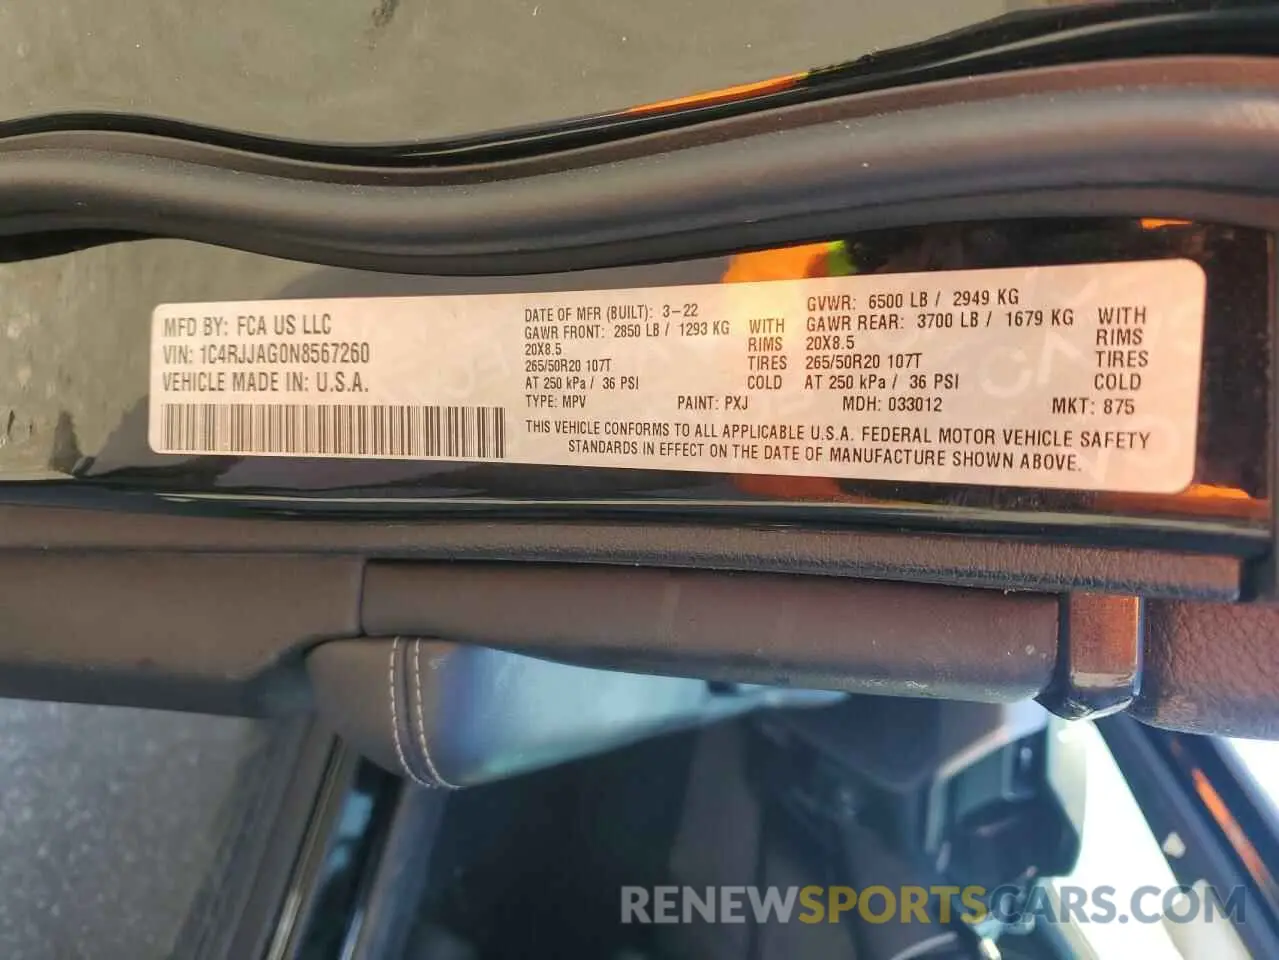 MFD BY: FCA US LLC
VIN: 1C4RJJAG0N8567260
VEHICLE MADE IN: U.S.A.
DATE OF MFR (BUILT): 3-22
GAWR FRONT: 2850 LB / 1293 KG WITH
20X8.5 RIMS
265/50R20 107T TIRES
AT 250 kPa / 36 PSI COLD
GVWR: 6500 LB / 2949 KG
GAWR REAR: 3700 LB / 1679 KG WITH
20X8.5 RIMS
265/50R20 107T TIRES
AT 250 kPa / 36 PSI COLD
TYPE: MPV PAINT: PXJ MDH: 033012 MKT: 875
THIS VEHICLE CONFORMS TO ALL APPLICABLE U.S.A. FEDERAL MOTOR VEHICLE SAFETY
STANDARDS IN EFFECT ON THE DATE OF MANUFACTURE SHOWN ABOVE.
RENEWSPORTSCARS.COM